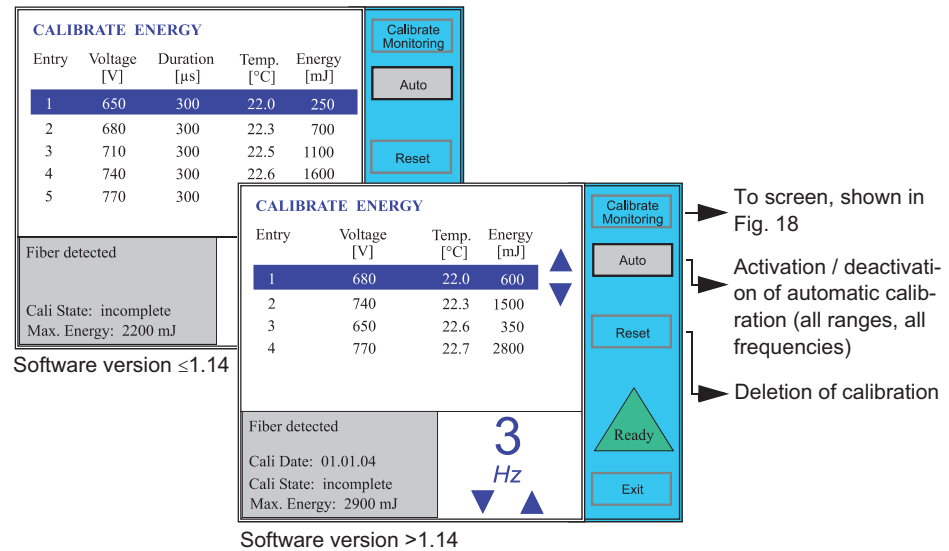 CALIBRATE ENERGY
Entry Voltage Duration Temp. Energy
[V] [µs] [°C] [mJ]
1 650 300 22.0 250
2 680 300 22.3 700
3 710 300 22.5 1100
4 740 300 22.6 1600
5 770 300
Calibrate
Monitoring
Auto
Reset
Fiber detected
Cali State: incomplete
Max. Energy: 2200 mJ
Software version ≤1.14
CALIBRATE ENERGY
Entry Voltage Temp. Energy
[V] [°C] [mJ]
1 680 22.0 600
2 740 22.3 1500
3 650 22.6 350
4 770 22.7 2800
Fiber detected
Cali Date: 01.01.04
Cali State: incomplete
Max. Energy: 2900 mJ
3
Hz
Calibrate
Monitoring
Auto
Reset
Ready
Exit
Software version >1.14
To screen, shown in
Fig. 18
Activation / deactivati-
on of automatic calib-
ration (all ranges, all
frequencies)
Deletion of calibration